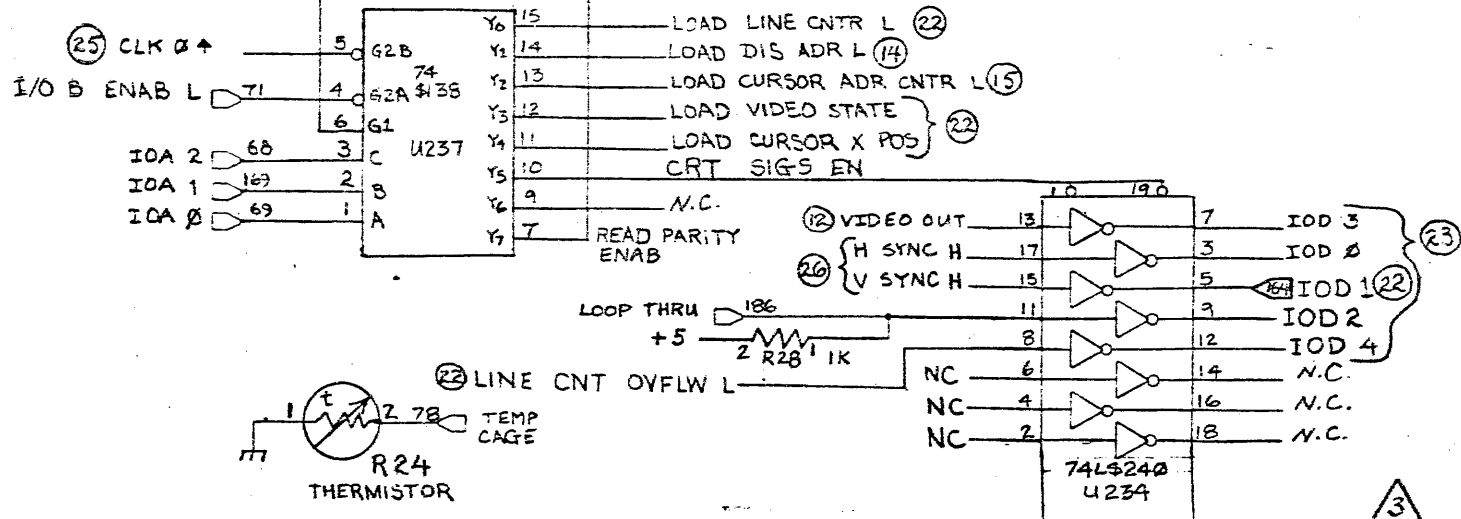 25 CLK Ø↑ 5 G2B
I/O B ENAB L 71 4 G2A
74
S138
6 G1
U237
IOA 2 68 3 C
IOA 1 169 2 B
IOA Ø 69 1 A
Y0 15 LOAD LINE CNTR L 22
Y1 14 LOAD DIS ADR L 14
Y2 13 LOAD CURSOR ADR CNTR L 15
Y3 12 LOAD VIDEO STATE
Y4 11 LOAD CURSOR X POS
22
Y5 10 CRT SIGS EN
Y6 9 N.C.
Y7 7 READ PARITY
ENAB
1 19
12 VIDEO OUT 13 7 IOD 3
H SYNC H 17 3 IOD Ø
26
V SYNC H 15 5 164 IOD 1 22
23
LOOP THRU 186 11 9 IOD 2
+5 2 R28 1 1K
8 12 IOD 4
22 LINE CNT OVFLW L
NC 6 14 N.C.
NC 4 16 N.C.
NC 2 18 N.C.
74LS24Ø
U234
1 t 2 78 TEMP
CAGE
R24
THERMISTOR
3